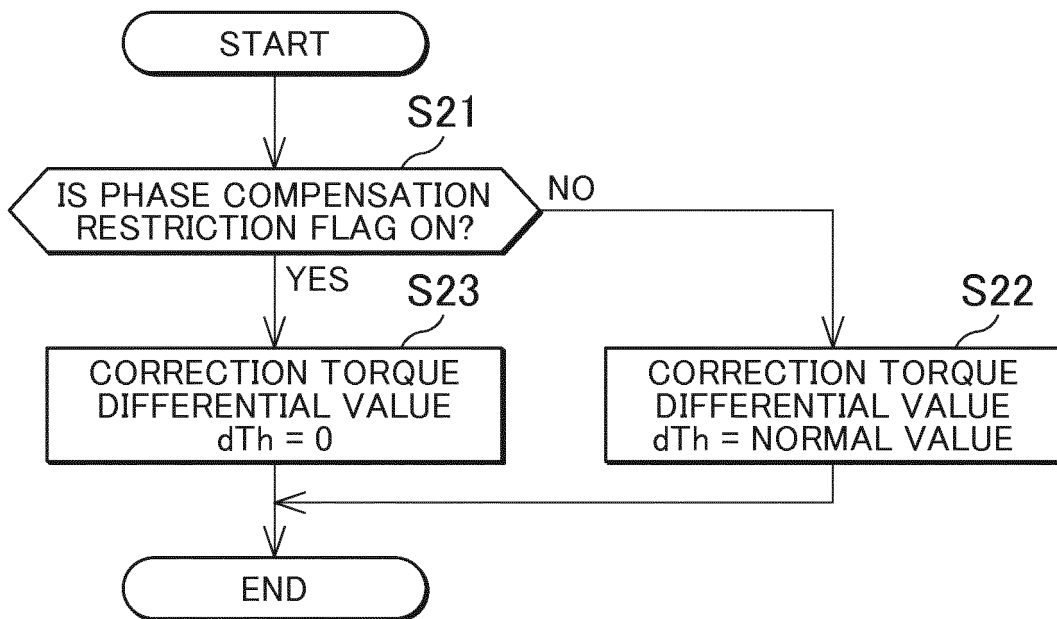 START
S21
IS PHASE COMPENSATION
RESTRICTION FLAG ON?
NO
YES
S23
CORRECTION TORQUE
DIFFERENTIAL VALUE
dTh = 0
S22
CORRECTION TORQUE
DIFFERENTIAL VALUE
dTh = NORMAL VALUE
END